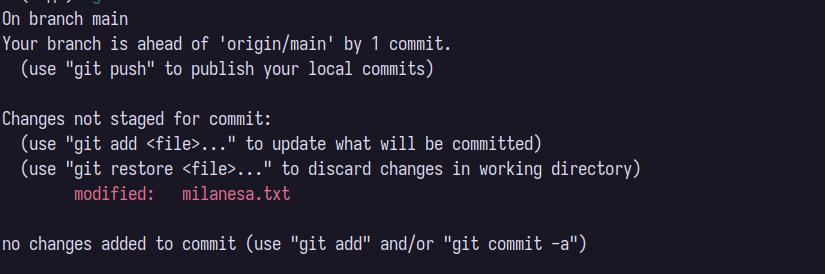 On branch main
Your branch is ahead of 'origin/main' by 1 commit.
  (use "git push" to publish your local commits)

Changes not staged for commit:
  (use "git add <file>..." to update what will be committed)
  (use "git restore <file>..." to discard changes in working directory)
        modified:   milanesa.txt

no changes added to commit (use "git add" and/or "git commit -a")